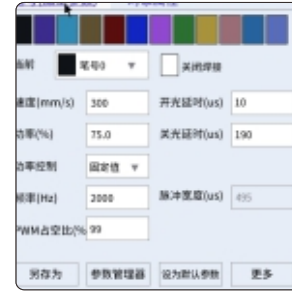 当前 笔号0 关闭焊接
速度(mm/s) 300 开光延时(us) 10
功率(%) 75.0 关光延时(us) 190
功率控制 固定值
频率(Hz) 2000 脉冲宽度(us) 495
PWM占空比(% 99
另存为 参数管理器 设为默认参数 更多